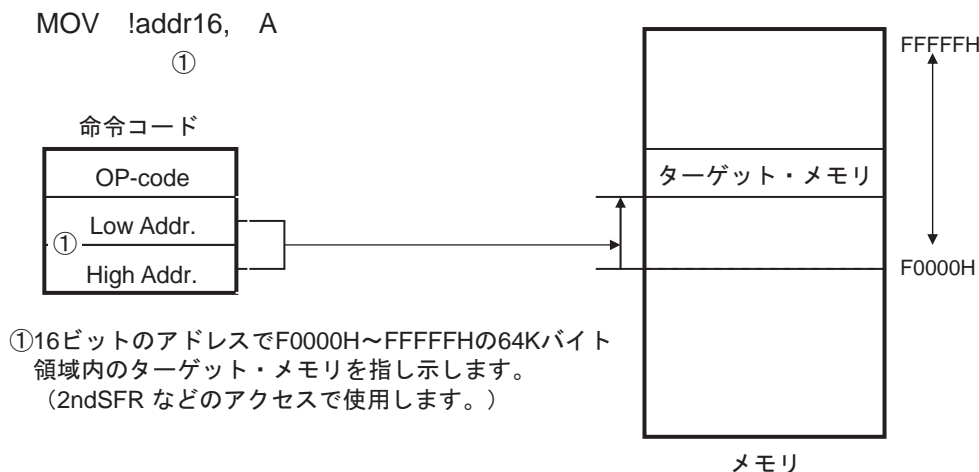 MOV !addr16, A
①
命令コード
OP-code
Low Addr.
①
High Addr.
FFFFFH
ターゲット・メモリ
F0000H
①16ビットのアドレスでF0000H～FFFFFHの64Kバイト
領域内のターゲット・メモリを指し示します。
（2ndSFR などのアクセスで使用します。）
メモリ